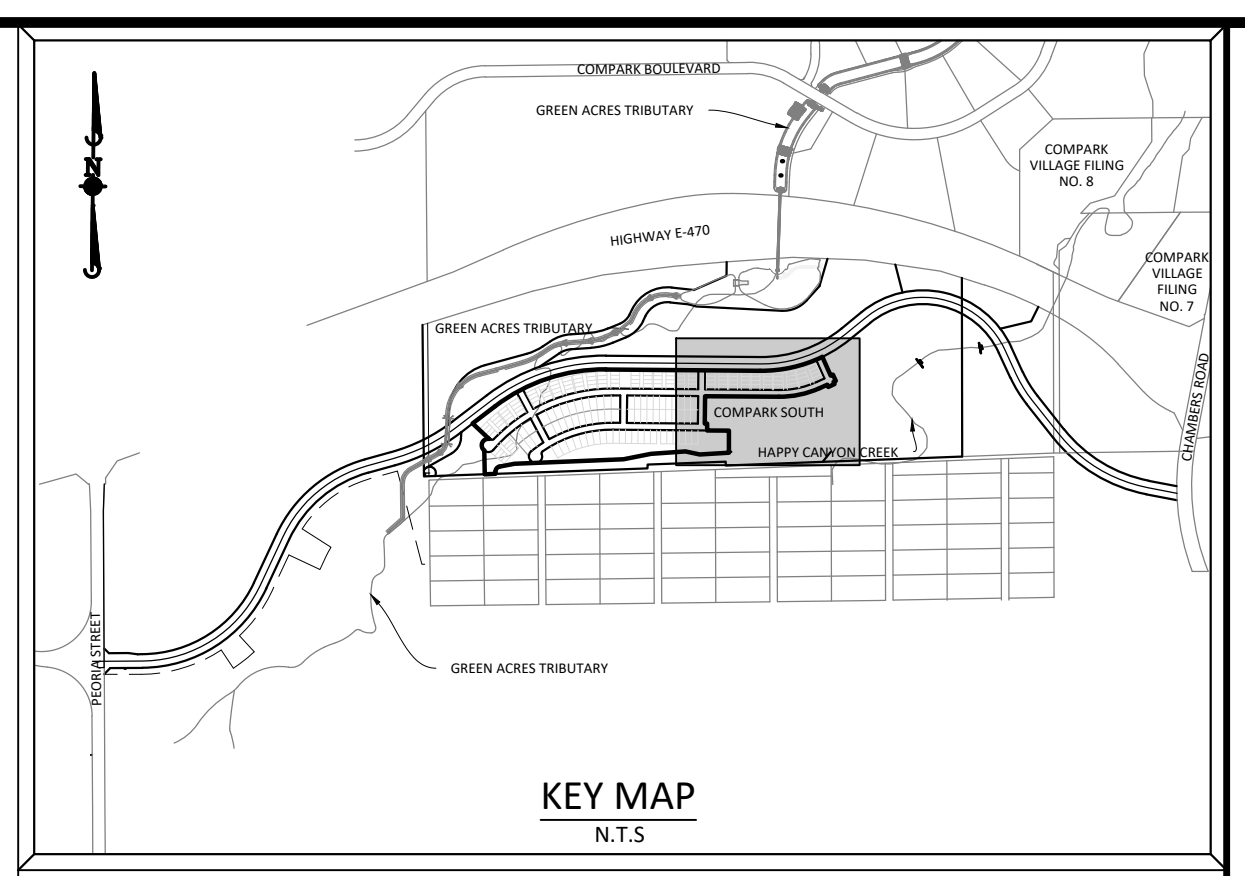 COMPARK BOULEVARD
GREEN ACRES TRIBUTARY
COMPARK
VILLAGE FILING
NO. 8
N
HIGHWAY E-470
COMPARK
VILLAGE
FILING
NO. 7
GREEN ACRES TRIBUTARY
CHAMBERS ROAD
COMPARK SOUTH
HAPPY CANYON CREEK
PEORIA STREET
GREEN ACRES TRIBUTARY
KEY MAP
N.T.S